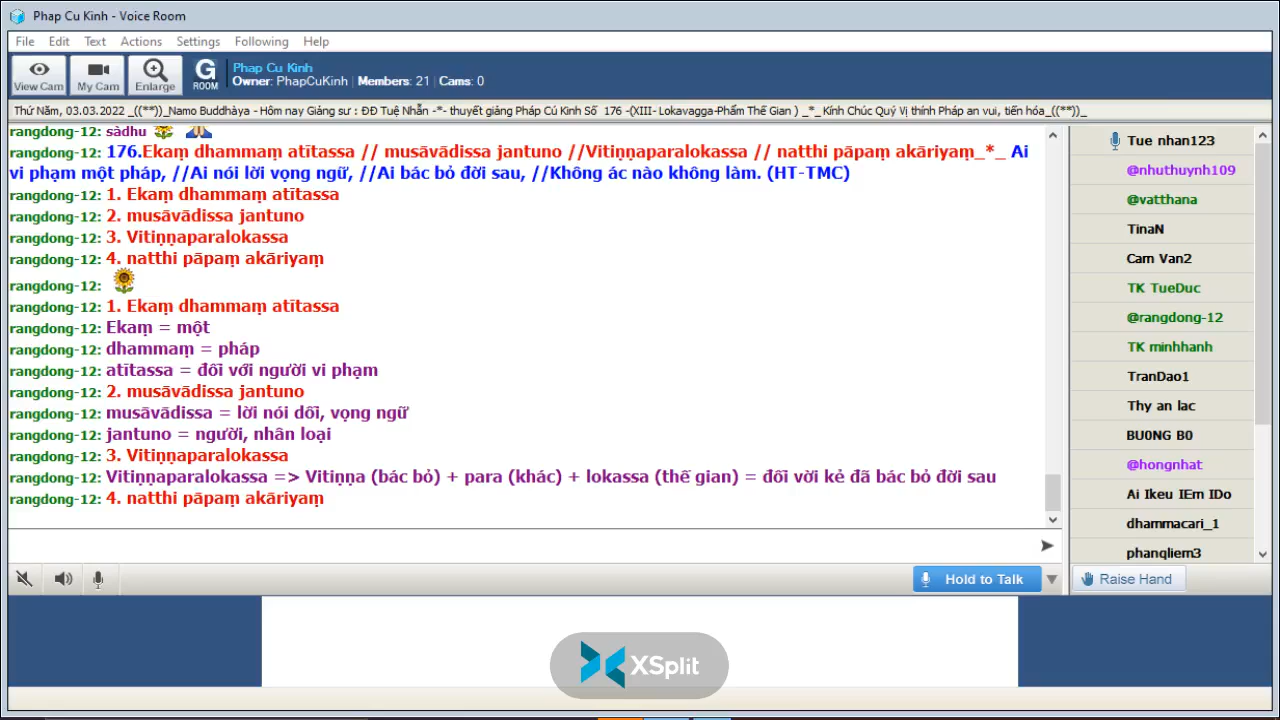 Phap Cu Kinh - Voice Room
File Edit Text Actions Settings Following Help
View Cam My Cam Enlarge G ROOM
Phap Cu Kinh
Owner: PhapCuKinh | Members: 21 | Cams: 0
Thứ Năm, 03.03.2022 _((**))_Namo Buddhàya - Hôm nay Giảng sư : ĐĐ Tuệ Nhẫn -*- thuyết giảng Pháp Cú Kinh Số 176 -(XIII- Lokavagga-Phẩm Thế Gian ) _*_ Kính Chúc Quý Vị thính Pháp an vui, tiến hóa_((**))_
rangdong-12: sàdhu
rangdong-12: 176.Ekaṃ dhammaṃ atītassa // musāvādissa jantuno //Vitiṇṇaparalokassa // natthi pāpaṃ akāriyaṃ_*_ Ai
vi phạm một pháp, //Ai nói lời vọng ngữ, //Ai bác bỏ đời sau, //Không ác nào không làm. (HT-TMC)
rangdong-12: 1. Ekaṃ dhammaṃ atītassa
rangdong-12: 2. musāvādissa jantuno
rangdong-12: 3. Vitiṇṇaparalokassa
rangdong-12: 4. natthi pāpaṃ akāriyaṃ
rangdong-12:
rangdong-12: 1. Ekaṃ dhammaṃ atītassa
rangdong-12: Ekaṃ = một
rangdong-12: dhammaṃ = pháp
rangdong-12: atītassa = đối với người vi phạm
rangdong-12: 2. musāvādissa jantuno
rangdong-12: musāvādissa = lời nói dối, vọng ngữ
rangdong-12: jantuno = người, nhân loại
rangdong-12: 3. Vitiṇṇaparalokassa
rangdong-12: Vitiṇṇaparalokassa => Vitiṇṇa (bác bỏ) + para (khác) + lokassa (thế gian) = đối vời kẻ đã bác bỏ đời sau
rangdong-12: 4. natthi pāpaṃ akāriyaṃ
Tue nhan123
@nhuthuynh109
@vatthana
TinaN
Cam Van2
TK TueDuc
@rangdong-12
TK minhhanh
TranDao1
Thy an lac
BU0NG B0
@hongnhat
Ai Ikeu IEm IDo
dhammacari_1
phanqliem3
Hold to Talk
Raise Hand
XSplit